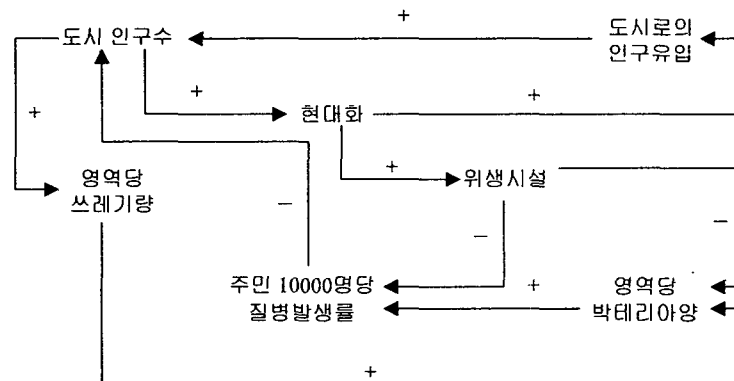 +
도시 인구수
도시로의
인구유입
+
+
+
현대화
+
영역당
쓰레기량
위생시설
−
−
−
주민 10000명당
질병발생률
+
영역당
박테리아양
+